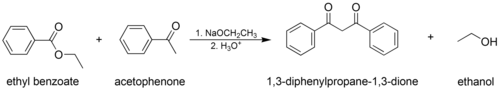 O O
O O
+ 1. NaOCH₂CH₃ + OH
O 2. H₃O⁺
ethyl benzoate acetophenone 1,3-diphenylpropane-1,3-dione ethanol